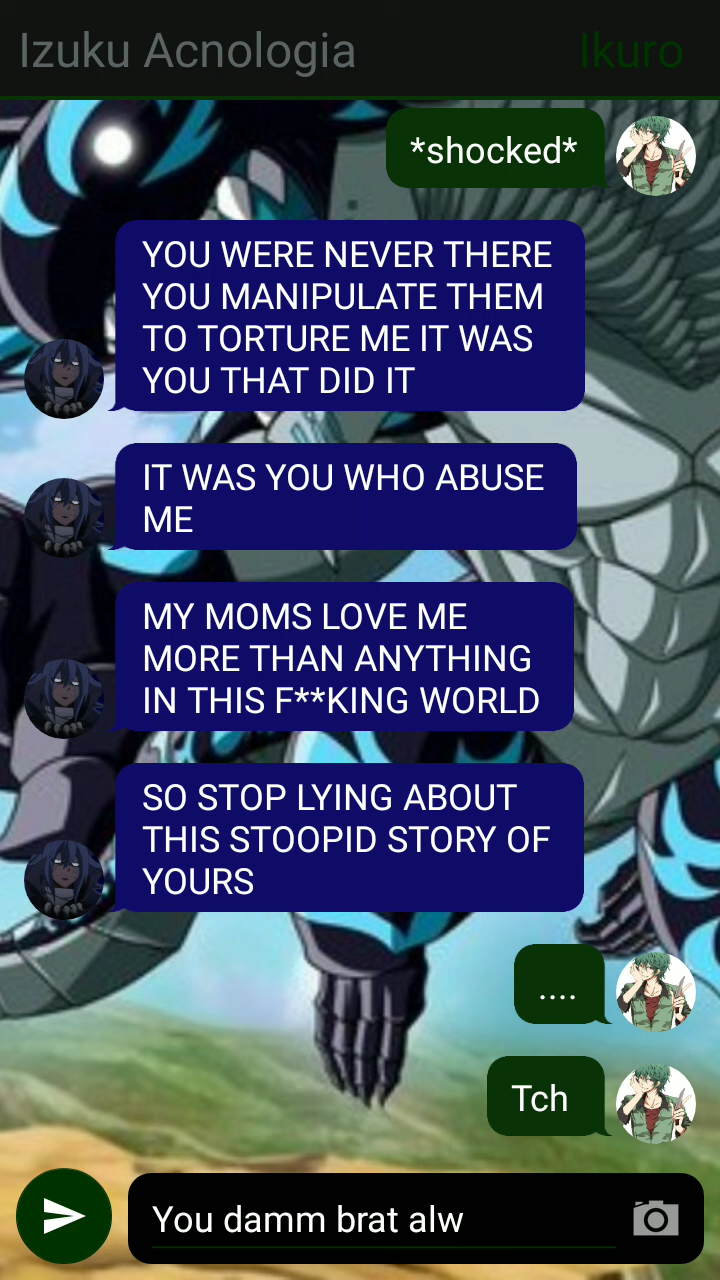 Izuku Acnologia Ikuro
*shocked*
YOU WERE NEVER THERE
YOU MANIPULATE THEM
TO TORTURE ME IT WAS
YOU THAT DID IT
IT WAS YOU WHO ABUSE
ME
MY MOMS LOVE ME
MORE THAN ANYTHING
IN THIS F**KING WORLD
SO STOP LYING ABOUT
THIS STOOPID STORY OF
YOURS
....
Tch
You damm brat alw